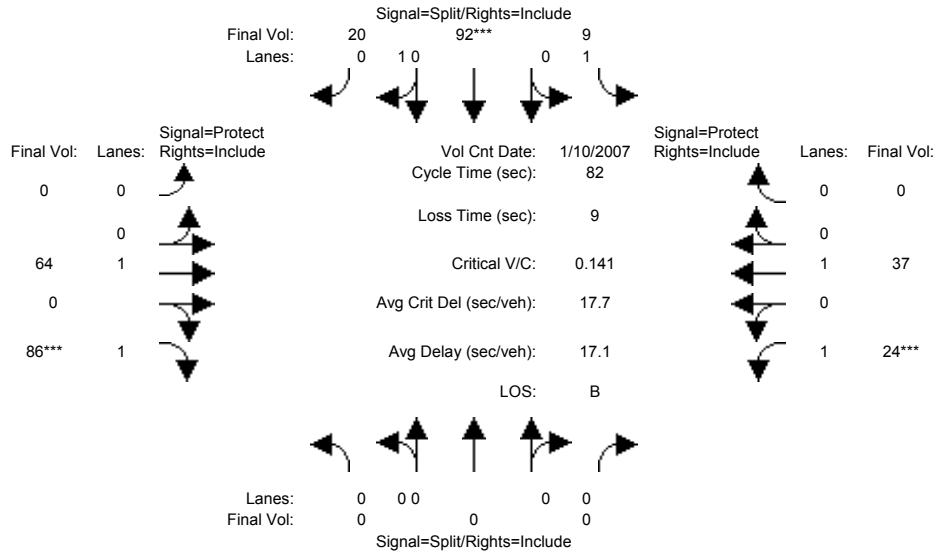 Signal=Split/Rights=Include
Final Vol: 20 92*** 9
Lanes: 0 1 0 0 1
Signal=Protect Signal=Protect
Final Vol: Lanes: Rights=Include Vol Cnt Date: 1/10/2007 Rights=Include Lanes: Final Vol:
0 0 Cycle Time (sec): 82 0 0
0 Loss Time (sec): 9 0
64 1 Critical V/C: 0.141 1 37
0 Avg Crit Del (sec/veh): 17.7 0
86*** 1 Avg Delay (sec/veh): 17.1 1 24***
LOS: B
Lanes: 0 0 0 0 0
Final Vol: 0 0 0
Signal=Split/Rights=Include